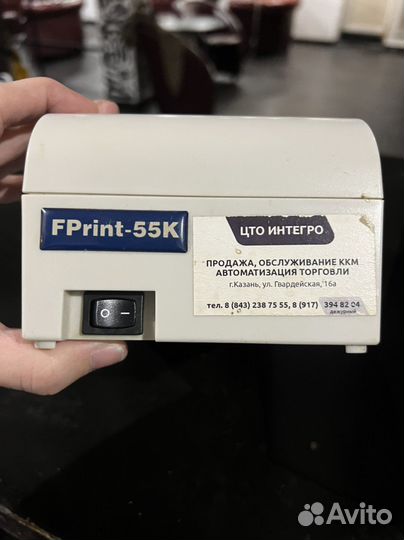 FPrint-55K
ЦТО ИНТЕГРО
ПРОДАЖА, ОБСЛУЖИВАНИЕ ККМ
АВТОМАТИЗАЦИЯ ТОРГОВЛИ
г.Казань, ул. Гвардейская, 16а
тел. 8 (843) 238 75 55, 8 (917) 394 82 04
дежурный
Avito